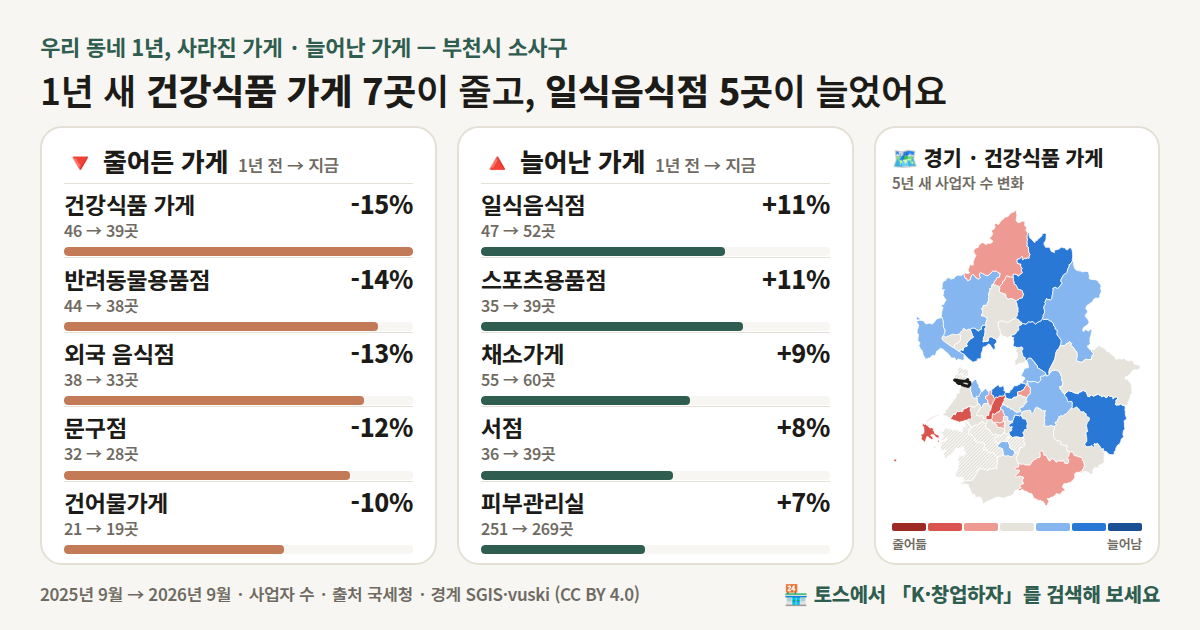 우리 동네 1년, 사라진 가게 · 늘어난 가게 — 부천시 소사구
1년 새 건강식품 가게 7곳이 줄고, 일식음식점 5곳이 늘었어요
🔻 줄어든 가게 1년 전 → 지금
건강식품 가게 -15%
46 → 39곳
반려동물용품점 -14%
44 → 38곳
외국 음식점 -13%
38 → 33곳
문구점 -12%
32 → 28곳
건어물가게 -10%
21 → 19곳
🔺 늘어난 가게 1년 전 → 지금
일식음식점 +11%
47 → 52곳
스포츠용품점 +11%
35 → 39곳
채소가게 +9%
55 → 60곳
서점 +8%
36 → 39곳
피부관리실 +7%
251 → 269곳
🗺️ 경기 · 건강식품 가게
5년 새 사업자 수 변화
줄어듦 늘어남
2025년 9월 → 2026년 9월 · 사업자 수 · 출처 국세청 · 경계 SGIS·vuski (CC BY 4.0)
🏪 토스에서 「K·창업하자」를 검색해 보세요